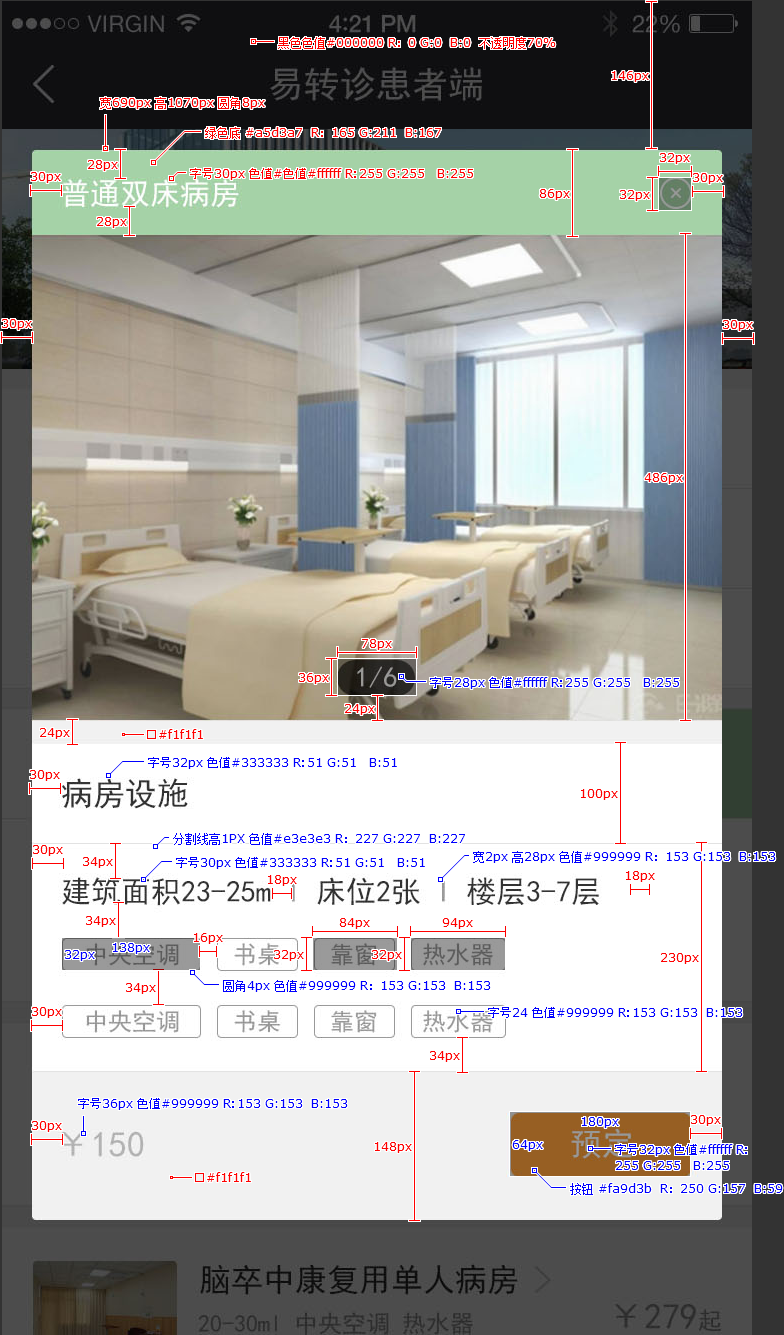 VIRGIN
4:21 PM
22%
黑色色值#000000 R: 0 G:0 B:0 不透明度70%
易转诊患者端
146px
宽690px 高1070px 圆角8px
绿色底 #a5d3a7 R: 165 G:211 B:167
28px
字号30px 色值#色值#ffffff R:255 G:255 B:255
32px
30px
普通双床病房
86px
32px
30px
28px
30px
30px
486px
78px
36px
1/6
字号28px 色值#ffffff R:255 G:255 B:255
24px
24px
口#f1f1f1
字号32px 色值#333333 R:51 G:51 B:51
30px
病房设施
100px
分割线高1PX 色值#e3e3e3 R: 227 G:227 B:227
30px
34px
字号30px 色值#333333 R:51 G:51 B:51
宽2px 高28px 色值#999999 R: 153 G:153 B:153
18px
18px
建筑面积23-25m
床位2张
楼层3-7层
34px
84px
94px
16px
中央空调
138px
32px
书桌
32px
靠窗
32px
热水器
230px
34px
圆角4px 色值#999999 R: 153 G:153 B:153
30px
中央空调
书桌
靠窗
热水器
字号24 色值#999999 R:153 G:153 B:153
34px
字号36px 色值#999999 R:153 G:153 B:153
30px
￥150
148px
180px
30px
64px
预定
字号32px 色值#ffffff R:
255 G:255 B:255
口#f1f1f1
按钮 #fa9d3b R: 250 G:157 B:59
脑卒中康复用单人病房
20-30ml 中央空调 热水器
￥279起